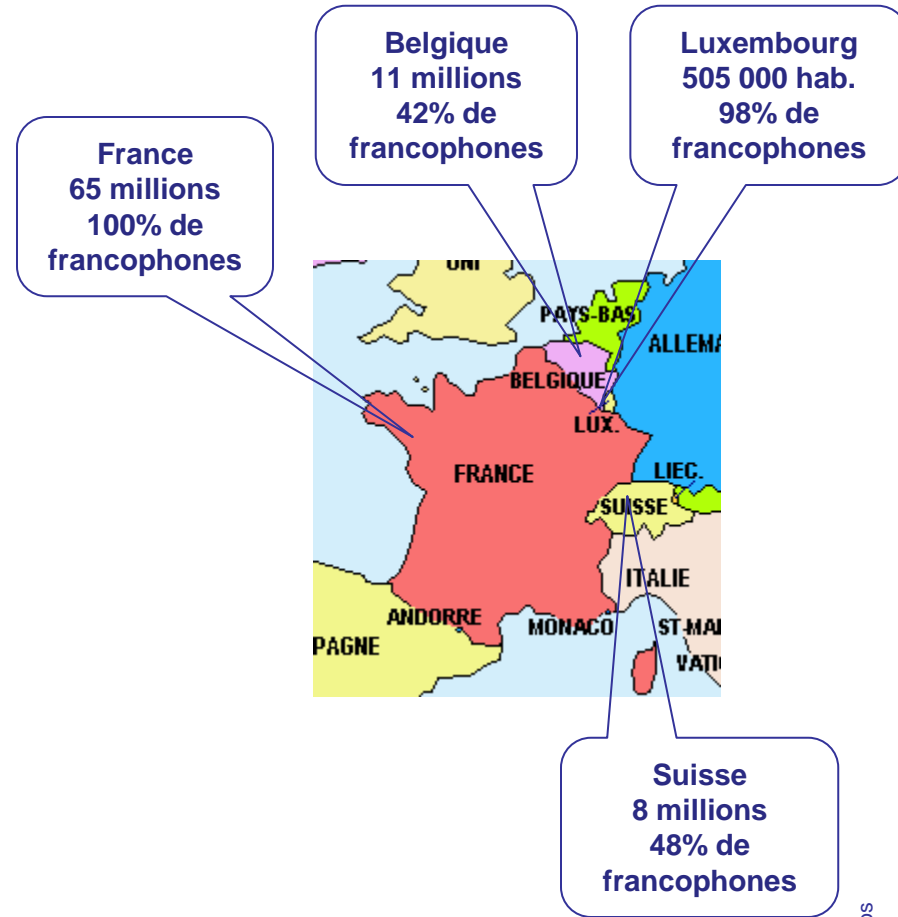 Belgique
11 millions
42% de
francophones
Luxembourg
505 000 hab.
98% de
francophones
France
65 millions
100% de
francophones
UNI
PAYS-BAS
ALLEMA
BELGIQUE
LUX.
FRANCE
LIEC.
SUISSE
ITALIE
ANDORRE
MONACO
ST-MAR
PAGNE
VATI
Suisse
8 millions
48% de
francophones